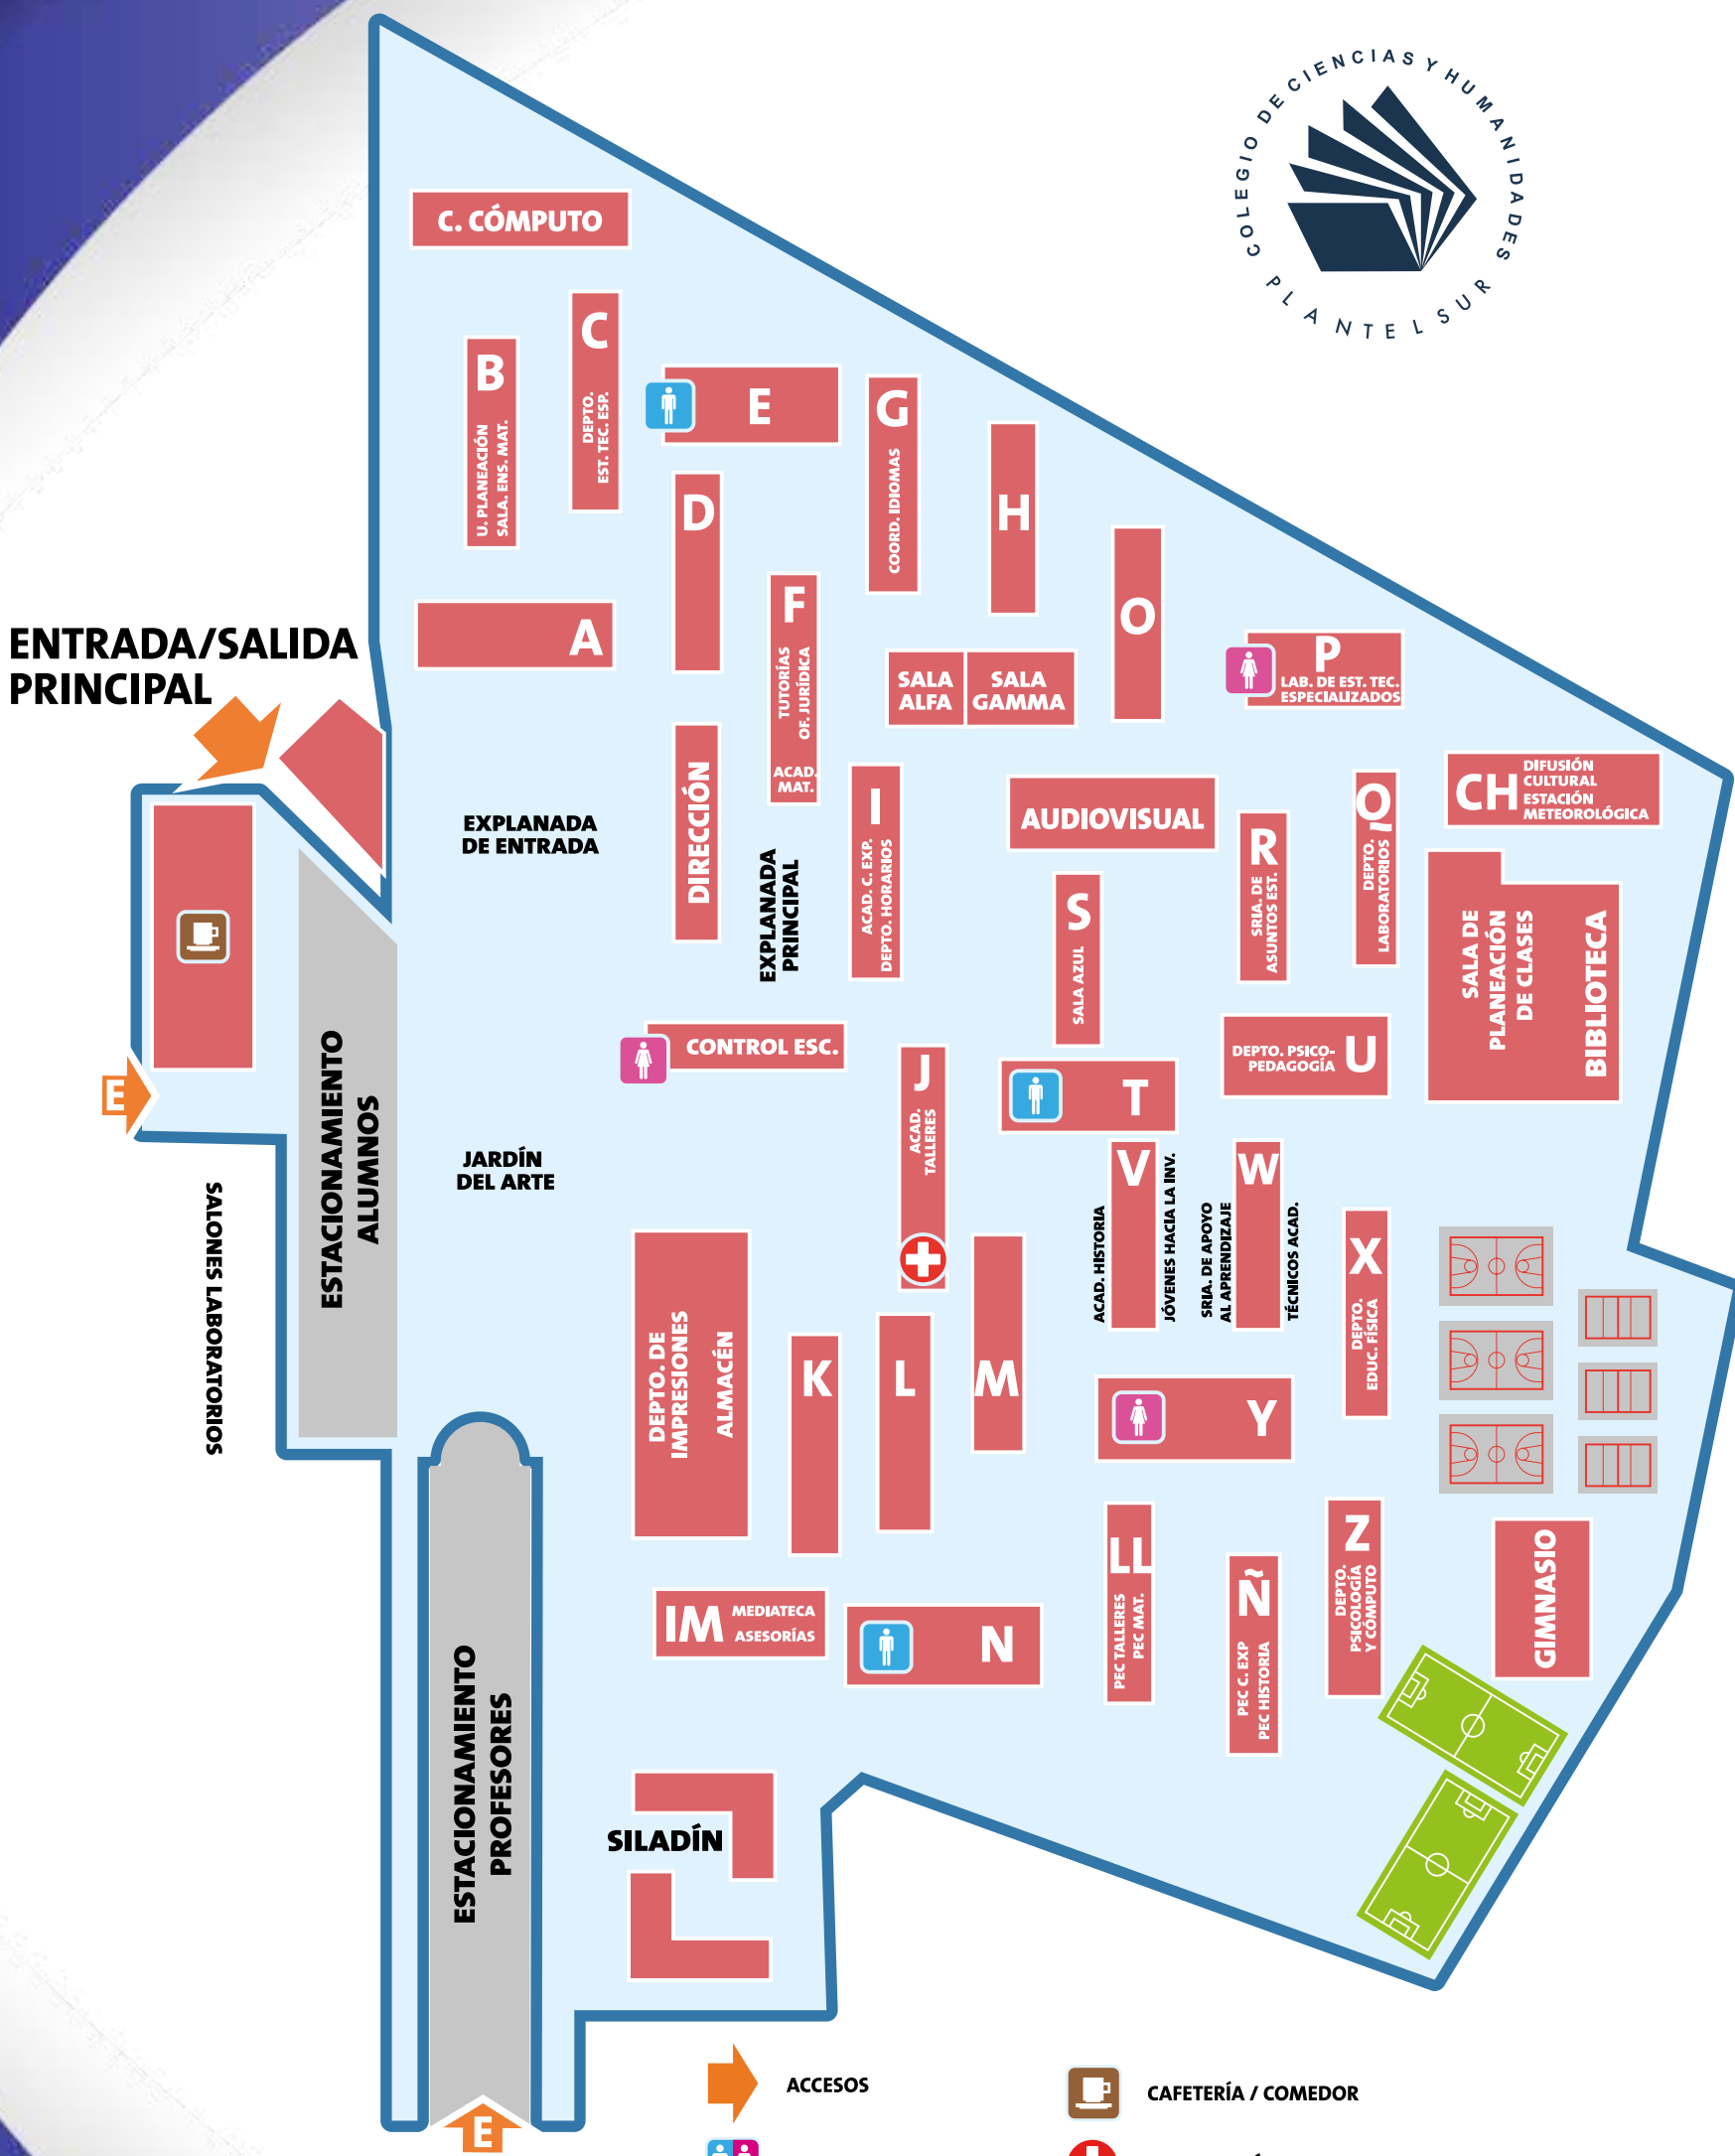 COLEGIO DE CIENCIAS Y HUMANIDADES
PLANTEL SUR
C. CÓMPUTO
B
U. PLANEACIÓN
SALA. ENS. MAT.
C
DEPTO.
EST. TEC. ESP.
E
G
COORD. IDIOMAS
D
H
O
A
F
TUTORÍAS
OF. JURÍDICA
ACAD.
MAT.
ENTRADA/SALIDA
PRINCIPAL
SALA
ALFA
SALA
GAMMA
P
LAB. DE EST. TEC.
ESPECIALIZADOS
DIRECCIÓN
EXPLANADA
DE ENTRADA
EXPLANADA
PRINCIPAL
I
ACAD. C. EXP.
DEPTO. HORARIOS
AUDIOVISUAL
R
SRIA. DE
ASUNTOS EST.
Q
DEPTO.
LABORATORIOS
CH
DIFUSIÓN
CULTURAL
ESTACIÓN
METEOROLÓGICA
S
SALA AZUL
SALA DE
PLANEACIÓN
DE CLASES
BIBLIOTECA
CONTROL ESC.
J
ACAD.
TALLERES
T
DEPTO. PSICO-
PEDAGOGÍA
U
E
ESTACIONAMIENTO
ALUMNOS
SALONES LABORATORIOS
JARDÍN
DEL ARTE
V
ACAD. HISTORIA
JÓVENES HACIA LA INV.
W
SRIA. DE APOYO
AL APRENDIZAJE
TÉCNICOS ACAD.
X
DEPTO.
EDUC. FÍSICA
DEPTO. DE
IMPRESIONES
ALMACÉN
K
L
M
Y
LL
PEC TALLERES
PEC MAT.
Ñ
PEC C. EXP
PEC HISTORIA
Z
DEPTO.
PSICOLOGÍA
Y CÓMPUTO
GIMNASIO
IM
MEDIATECA
ASESORÍAS
N
ESTACIONAMIENTO
PROFESORES
SILADÍN
E
ACCESOS
CAFETERÍA / COMEDOR